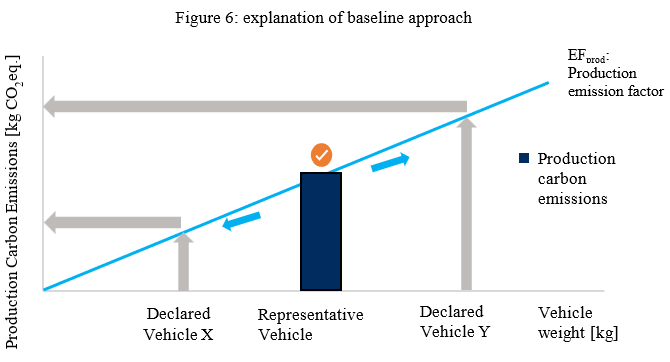 Figure 6: explanation of baseline approach
Production Carbon Emissions [kg CO2eq.]
EFprod:
Production
emission factor
Production
carbon
emissions
Declared
Vehicle X
Representative
Vehicle
Declared
Vehicle Y
Vehicle
weight [kg]